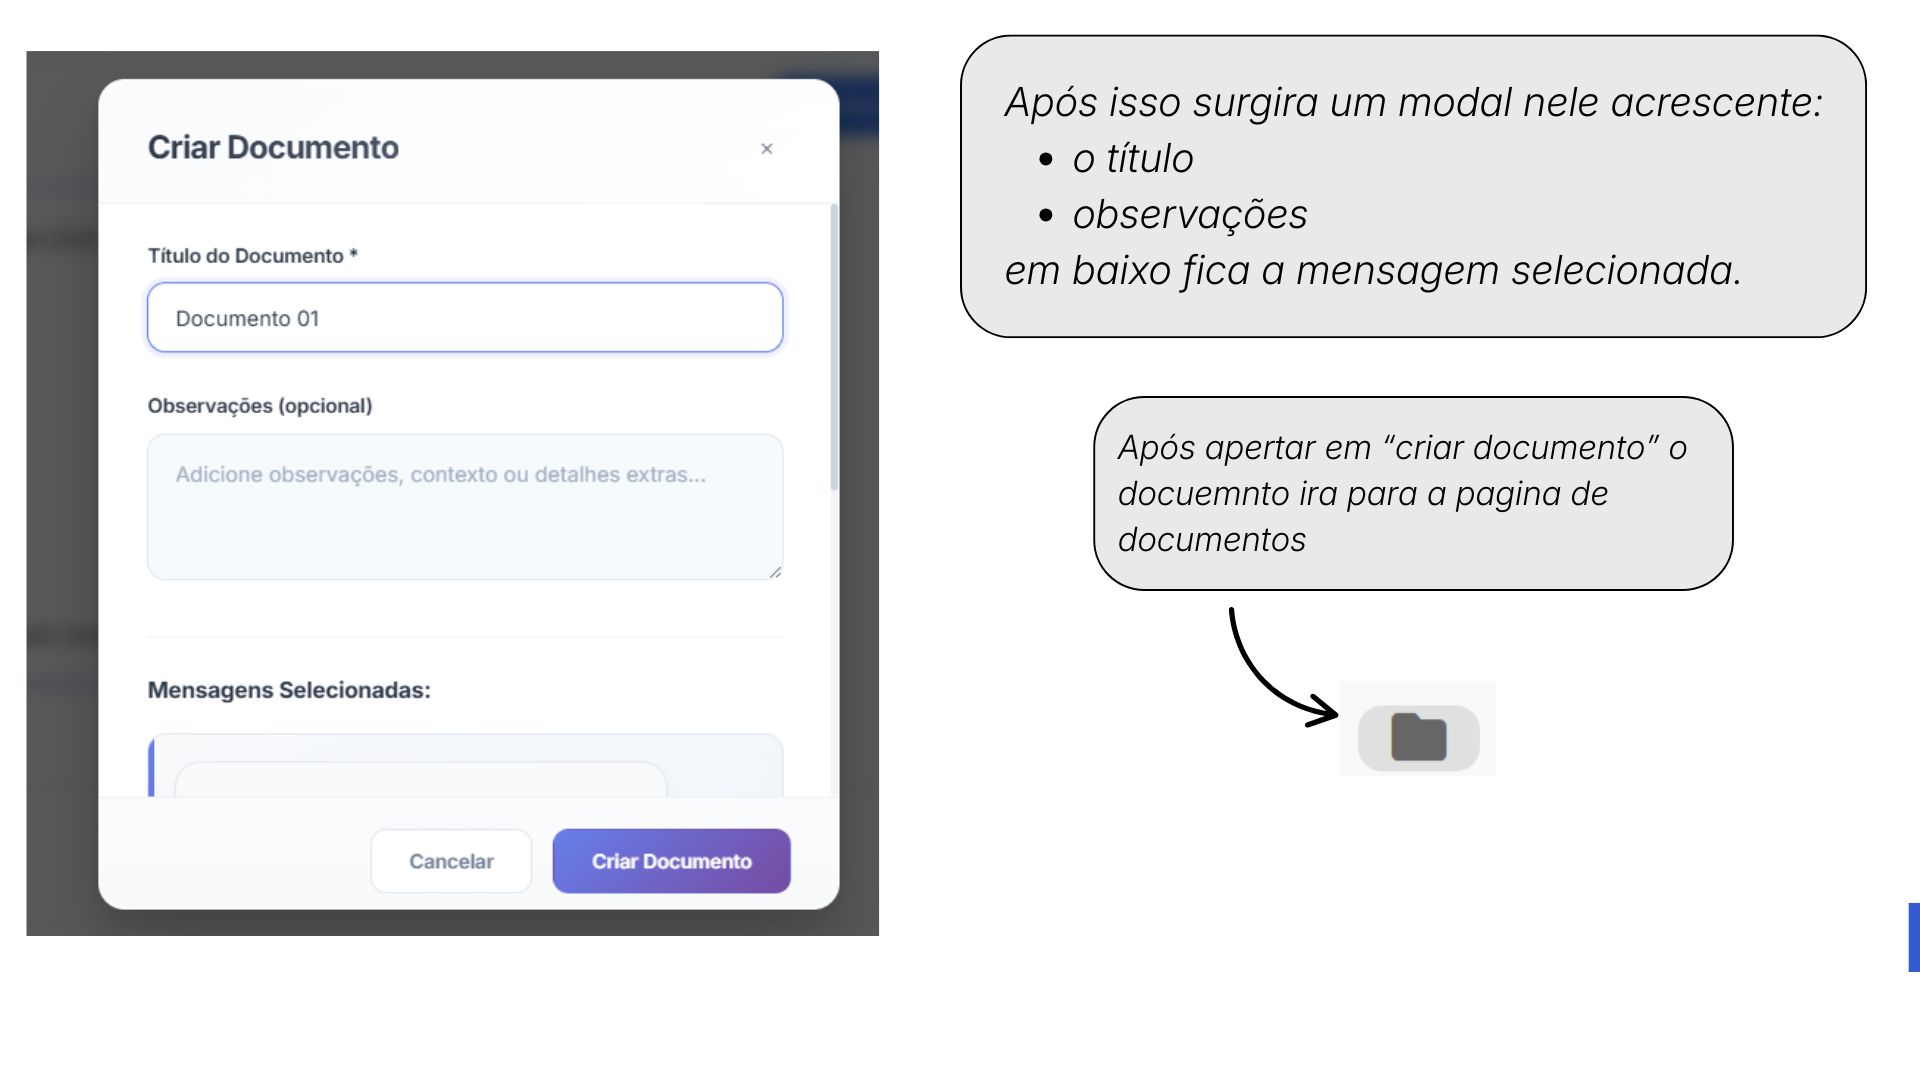 Criar Documento
×
Título do Documento *
Documento 01
Observações (opcional)
Adicione observações, contexto ou detalhes extras...
Mensagens Selecionadas:
Cancelar
Criar Documento
Após isso surgira um modal nele acrescente:
• o título
• observações
em baixo fica a mensagem selecionada.
Após apertar em “criar documento” o
docuemnto ira para a pagina de
documentos